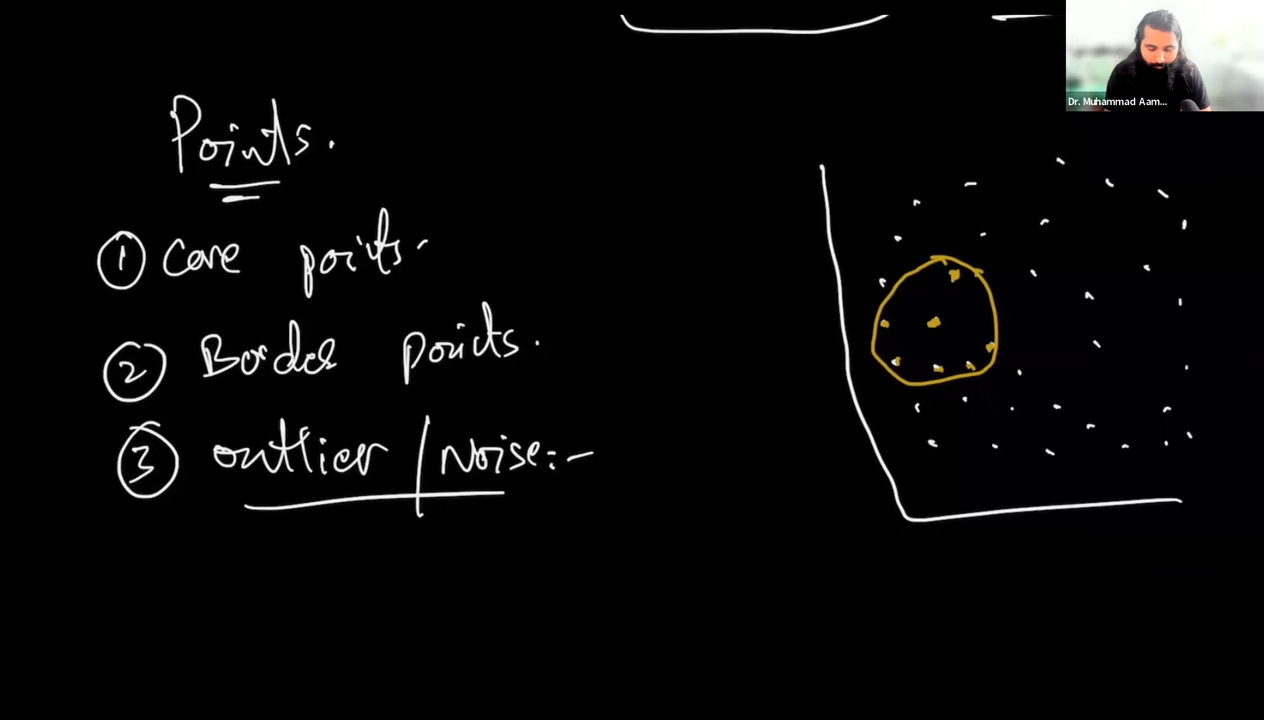 Dr. Muhammad Aam...
Points.
① Core points.
② Border points.
③ outlier / Noise:-